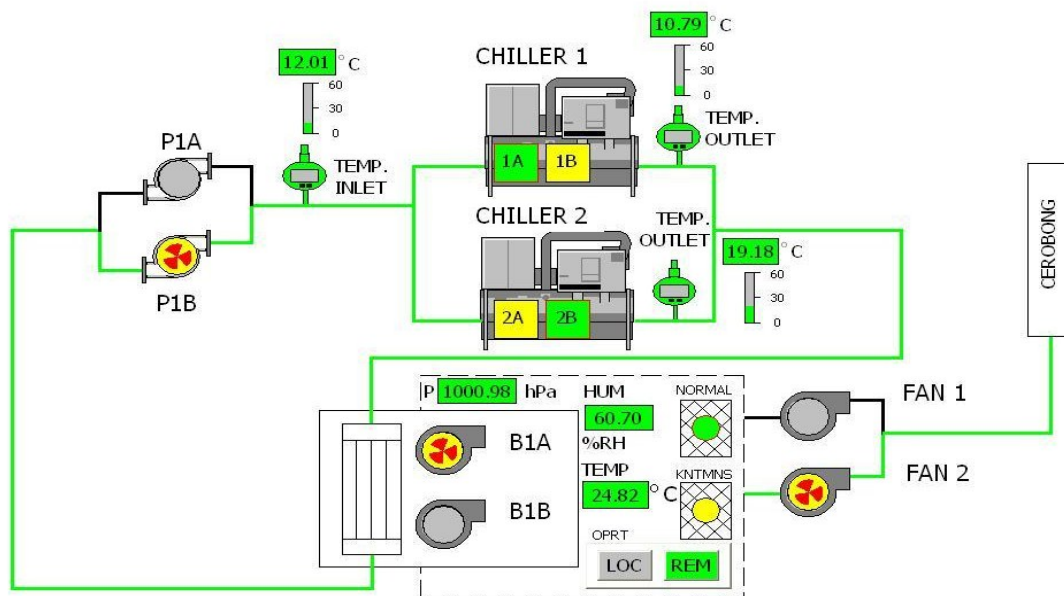 10.79 °C
60
30
0
12.01 °C
60
30
0
CHILLER 1
TEMP.
OUTLET
P1A
TEMP.
INLET
1A 1B
CHILLER 2
TEMP.
OUTLET
19.18 °C
60
30
0
P1B
2A 2B
CEROBONG
P 1000.98 hPa
HUM
60.70
%RH
NORMAL
FAN 1
B1A
TEMP
24.82 °C
KNTMNS
FAN 2
B1B
OPRT
LOC REM